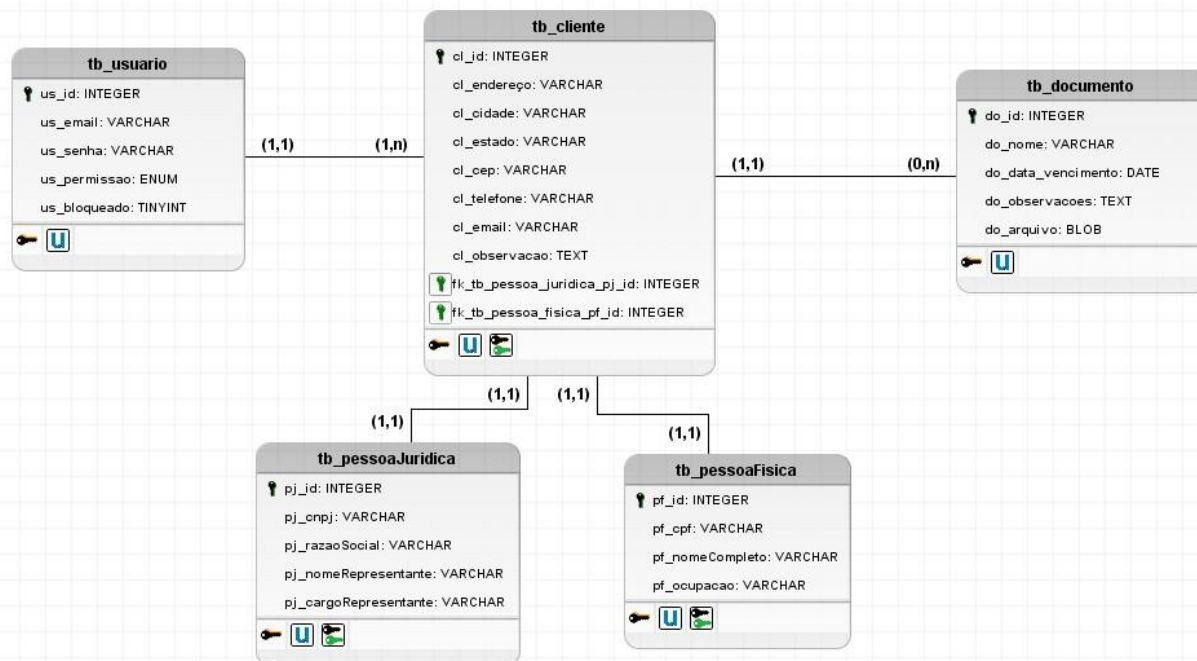 tb_cliente
cl_id: INTEGER
cl_endereço: VARCHAR
cl_cidade: VARCHAR
cl_estado: VARCHAR
cl_cep: VARCHAR
cl_telefone: VARCHAR
cl_email: VARCHAR
cl_observacao: TEXT
fk_tb_pessoa_juridica_pj_id: INTEGER
fk_tb_pessoa_fisica_pf_id: INTEGER
U
tb_usuario
us_id: INTEGER
us_email: VARCHAR
us_senha: VARCHAR
us_permissao: ENUM
us_bloqueado: TINYINT
U
(1,1)
(1,n)
tb_documento
do_id: INTEGER
do_nome: VARCHAR
do_data_vencimento: DATE
do_observacoes: TEXT
do_arquivo: BLOB
U
(1,1)
(0,n)
(1,1)
(1,1)
(1,1)
(1,1)
tb_pessoaJuridica
pj_id: INTEGER
pj_cnpj: VARCHAR
pj_razaoSocial: VARCHAR
pj_nomeRepresentante: VARCHAR
pj_cargoRepresentante: VARCHAR
U
tb_pessoaFisica
pf_id: INTEGER
pf_cpf: VARCHAR
pf_nomeCompleto: VARCHAR
pf_ocupacao: VARCHAR
U